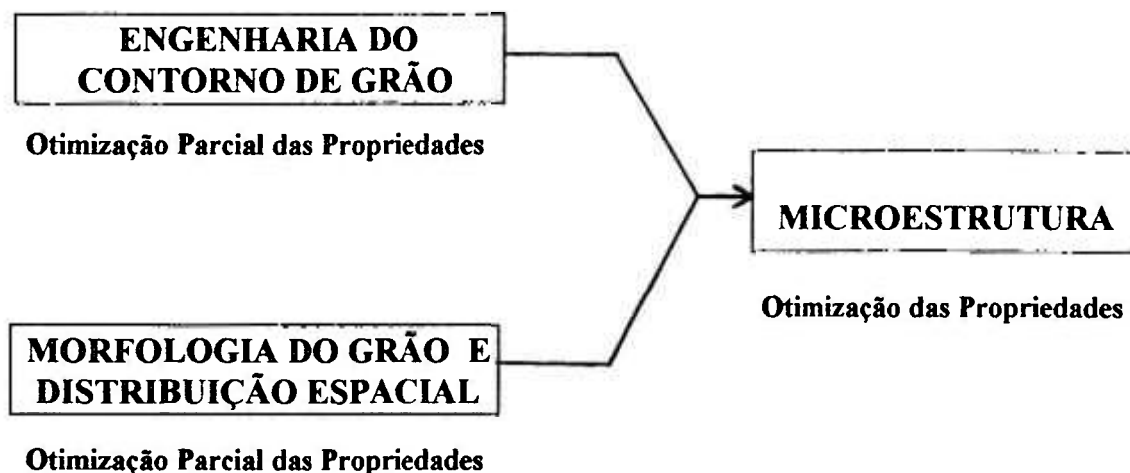 ENGENHARIA DO
CONTORNO DE GRÃO
Otimização Parcial das Propriedades
MICROESTRUTURA
Otimização das Propriedades
MORFOLOGIA DO GRÃO E
DISTRIBUIÇÃO ESPACIAL
Otimização Parcial das Propriedades